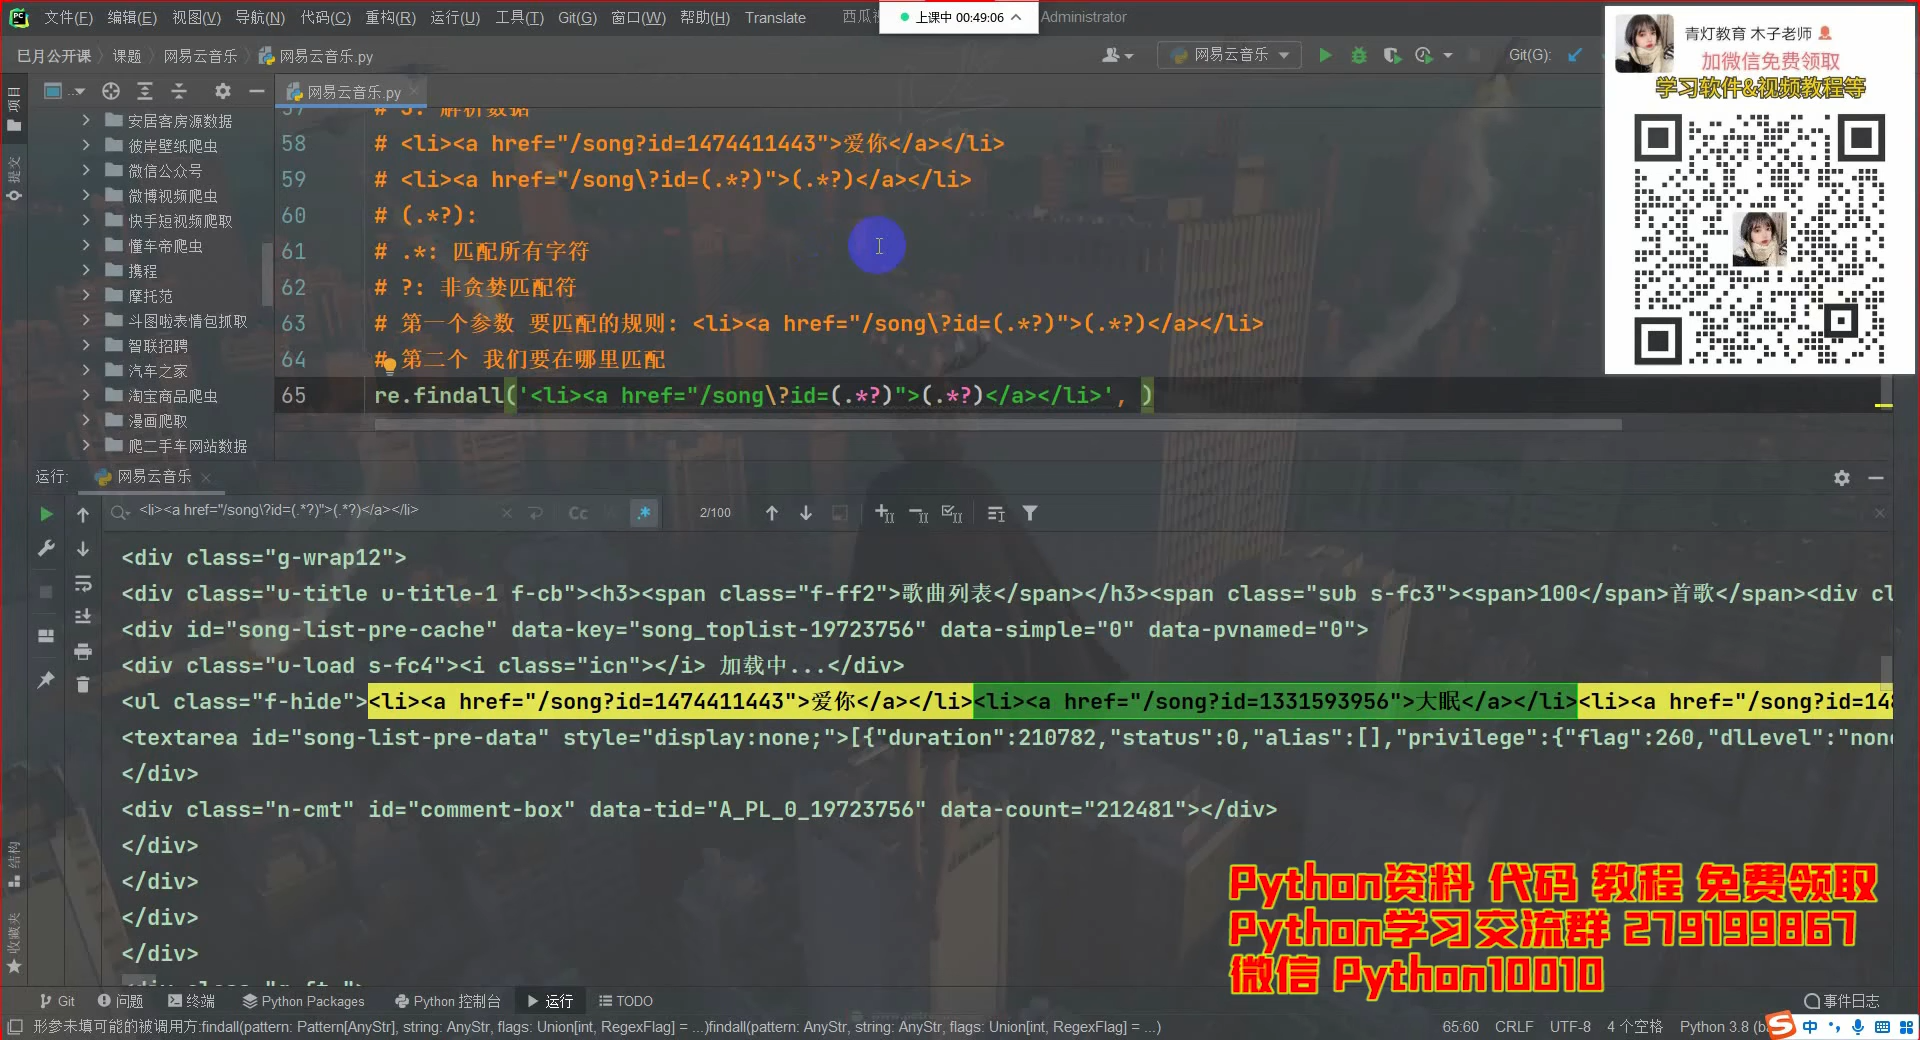 文件(F) 编辑(E) 视图(V) 导航(N) 代码(C) 重构(R) 运行(U) 工具(T) Git(G) 窗口(W) 帮助(H) Translate 西瓜 上课中 00:49:06 Administrator
巳月公开课 课题 网易云音乐 网易云音乐.py
网易云音乐
Git(G):
青灯教育 木子老师
加微信免费领取
学习软件&视频教程等
项目
提交
结构
收藏夹
安居客房源数据
彼岸壁纸爬虫
微信公众号
微博视频爬虫
快手短视频爬取
懂车帝爬虫
携程
摩托范
斗图啦表情包抓取
智联招聘
汽车之家
淘宝商品爬虫
漫画爬取
爬二手车网站数据
网易云音乐.py
57 # 3. 解析数据
58 # <li><a href="/song?id=1474411443">爱你</a></li>
59 # <li><a href="/song\?id=(.*?)">(.*?)</a></li>
60 # (.*?):
61 # .*: 匹配所有字符
62 # ?: 非贪婪匹配符
63 # 第一个参数 要匹配的规则: <li><a href="/song\?id=(.*?)">(.*?)</a></li>
64 # 第二个 我们要在哪里匹配
65 re.findall('<li><a href="/song\?id=(.*?)">(.*?)</a></li>', )
运行: 网易云音乐
<li><a href="/song\?id=(.*?)">(.*?)</a></li> Cc .* 2/100
<div class="g-wrap12">
<div class="u-title u-title-1 f-cb"><h3><span class="f-ff2">歌曲列表</span></h3><span class="sub s-fc3"><span>100</span>首歌</span><div cl
<div id="song-list-pre-cache" data-key="song_toplist-19723756" data-simple="0" data-pvnamed="0">
<div class="u-load s-fc4"><i class="icn"></i> 加载中...</div>
<ul class="f-hide"><li><a href="/song?id=1474411443">爱你</a></li><li><a href="/song?id=1331593956">大眠</a></li><li><a href="/song?id=148
<textarea id="song-list-pre-data" style="display:none;">[{"duration":210782,"status":0,"alias":[],"privilege":{"flag":260,"dlLevel":"none
</div>
<div class="n-cmt" id="comment-box" data-tid="A_PL_0_19723756" data-count="212481"></div>
</div>
</div>
</div>
</div>
Python资料 代码 教程 免费领取
Python学习交流群 279199867
微信 Python10010
Git 问题 终端 Python Packages Python 控制台 运行 TODO 事件日志
形参未填可能的被调用方:findall(pattern: Pattern[AnyStr], string: AnyStr, flags: Union[int, RegexFlag] = ...)findall(pattern: AnyStr, string: AnyStr, flags: Union[int, RegexFlag] = ...) 65:60 CRLF UTF-8 4 个空格 Python 3.8 (ba 中